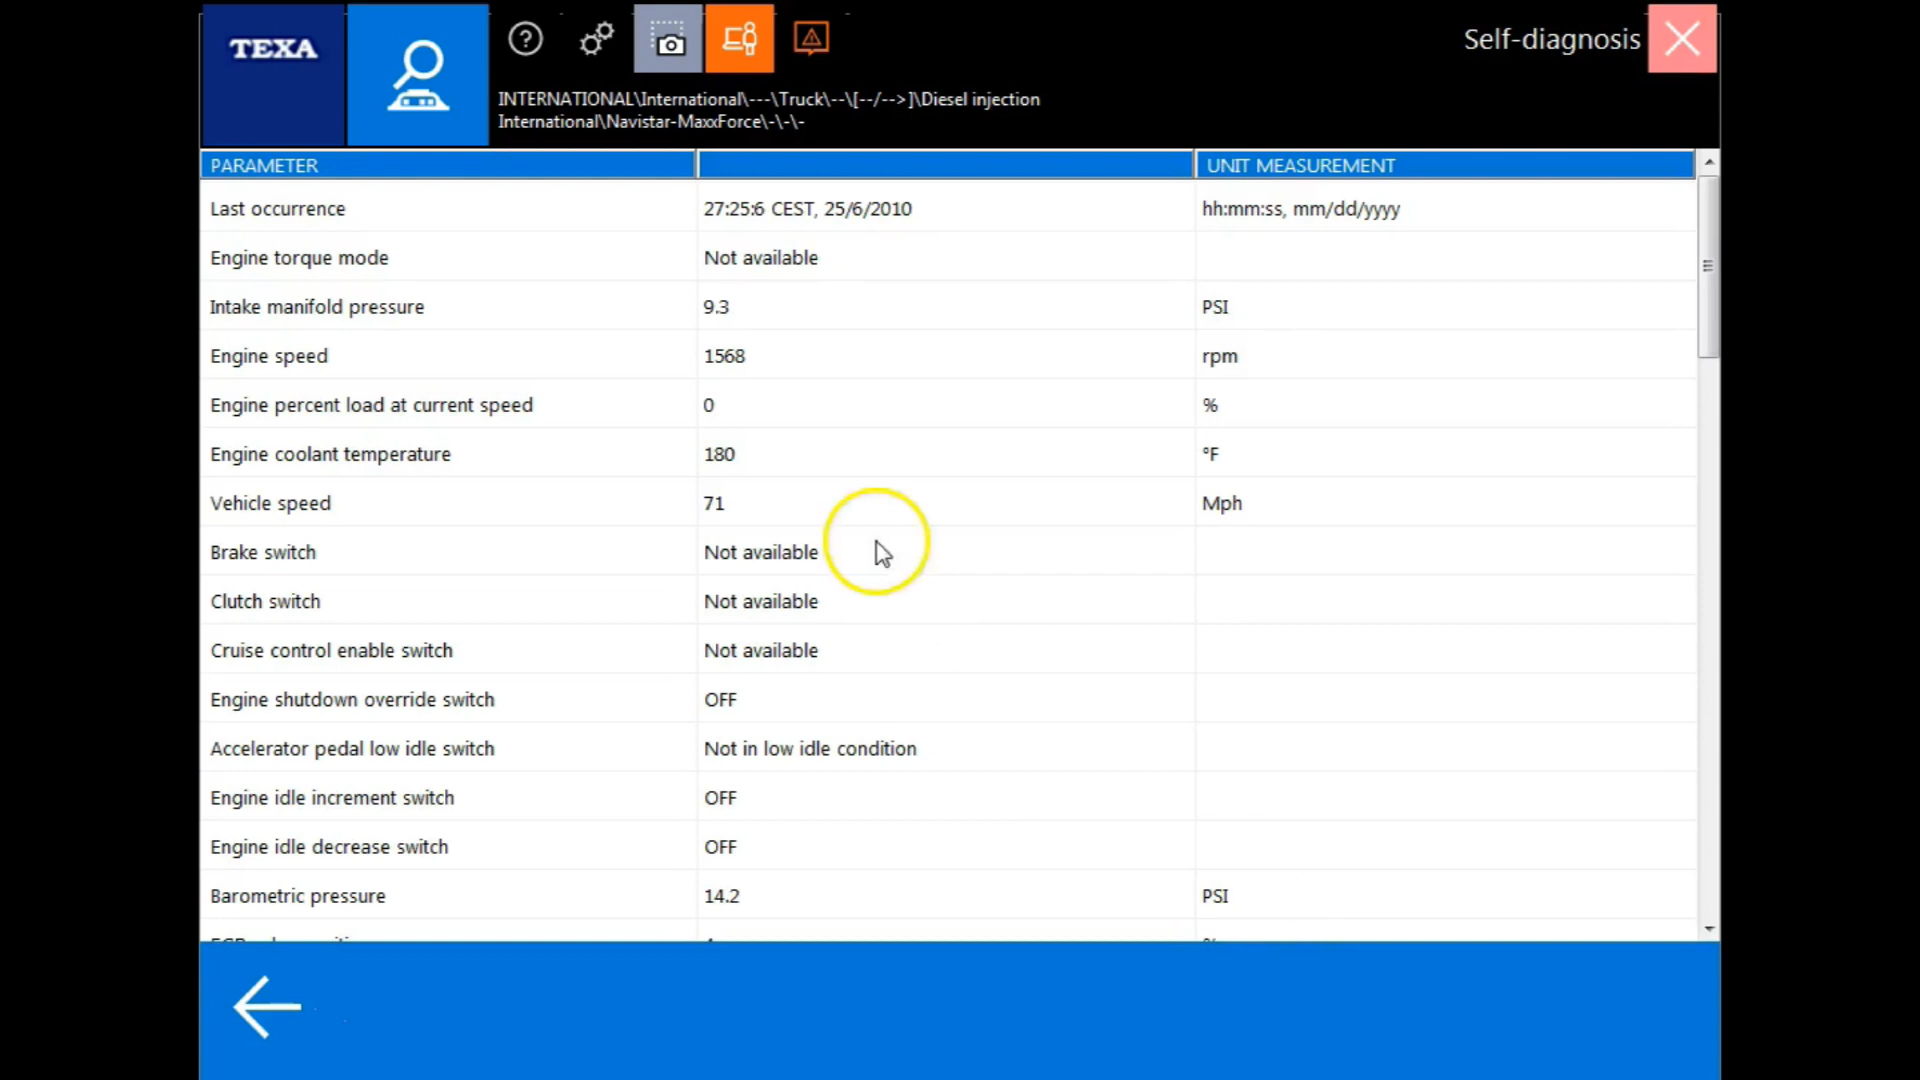 TEXA
Self-diagnosis
INTERNATIONAL\International\---\Truck\--\[--/-->]\Diesel injection
International\Navistar-MaxxForce\-\-\-
PARAMETER UNIT MEASUREMENT
Last occurrence 27:25:6 CEST, 25/6/2010 hh:mm:ss, mm/dd/yyyy
Engine torque mode Not available
Intake manifold pressure 9.3 PSI
Engine speed 1568 rpm
Engine percent load at current speed 0 %
Engine coolant temperature 180 °F
Vehicle speed 71 Mph
Brake switch Not available
Clutch switch Not available
Cruise control enable switch Not available
Engine shutdown override switch OFF
Accelerator pedal low idle switch Not in low idle condition
Engine idle increment switch OFF
Engine idle decrease switch OFF
Barometric pressure 14.2 PSI